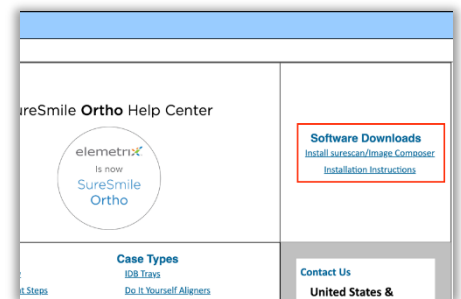 ureSmile Ortho Help Center
elemetrix
Is now
SureSmile
Ortho
Software Downloads
Install surescan/Image Composer
Installation Instructions
Case Types
IDB Trays
t Steps
Do It Yourself Aligners
Contact Us
United States &